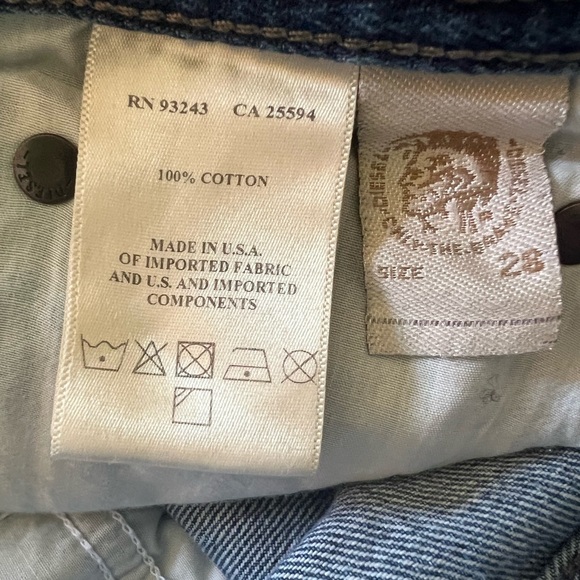 RN 93243 CA 25594
100% COTTON
MADE IN U.S.A.
OF IMPORTED FABRIC
AND U.S. AND IMPORTED
COMPONENTS
DIESEL
SIZE 28